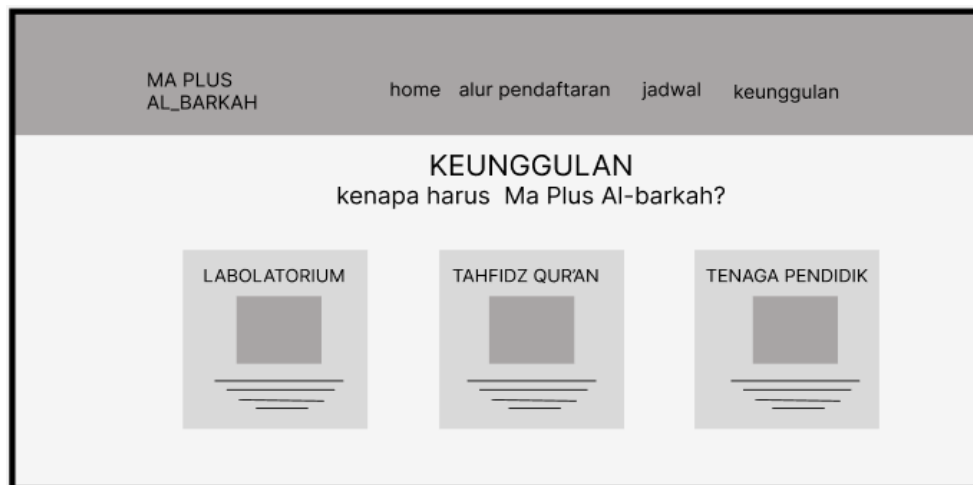 MA PLUS
AL_BARKAH
home alur pendaftaran jadwal keunggulan
KEUNGGULAN
kenapa harus Ma Plus Al-barkah?
LABOLATORIUM
TAHFIDZ QUR'AN
TENAGA PENDIDIK